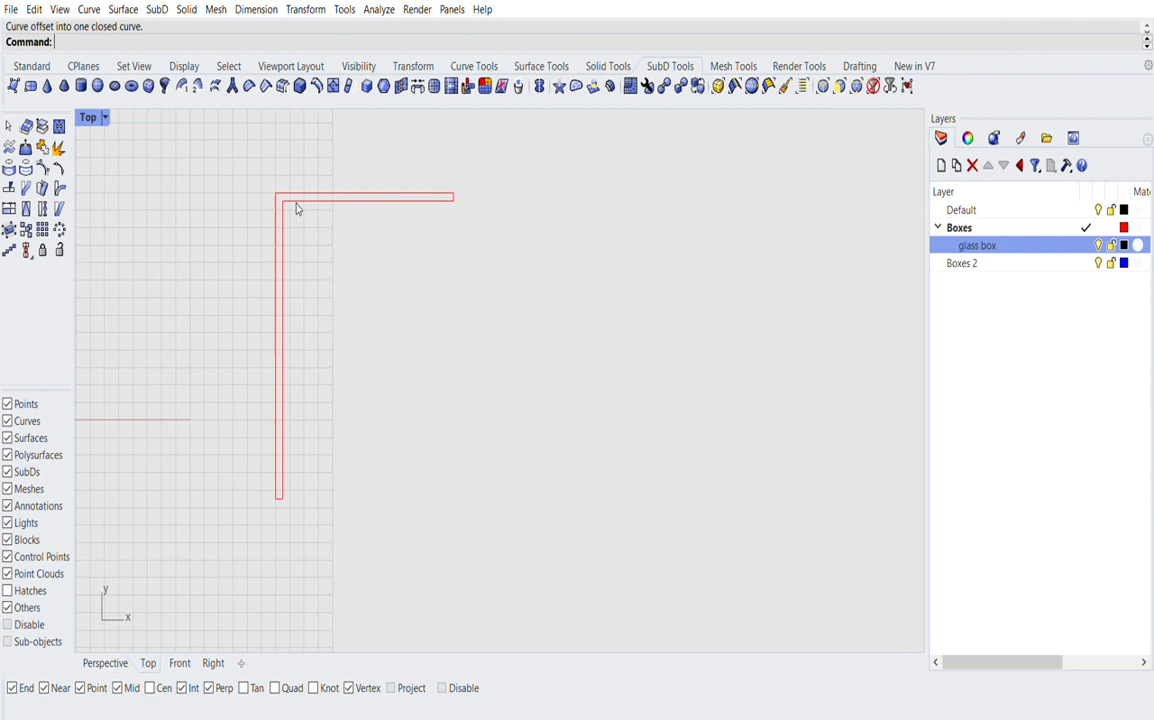 File Edit View Curve Surface SubD Solid Mesh Dimension Transform Tools Analyze Render Panels Help
Curve offset into one closed curve.
Command:
Standard CPlanes Set View Display Select Viewport Layout Visibility Transform Curve Tools Surface Tools Solid Tools SubD Tools Mesh Tools Render Tools Drafting New in V7
Top
Layers
Layer Mate
Default
Boxes
glass box
Boxes 2
Points
Curves
Surfaces
Polysurfaces
SubDs
Meshes
Annotations
Lights
Blocks
Control Points
Point Clouds
Hatches
Others
Disable
Sub-objects
y
x
Perspective Top Front Right
End Near Point Mid Cen Int Perp Tan Quad Knot Vertex Project Disable